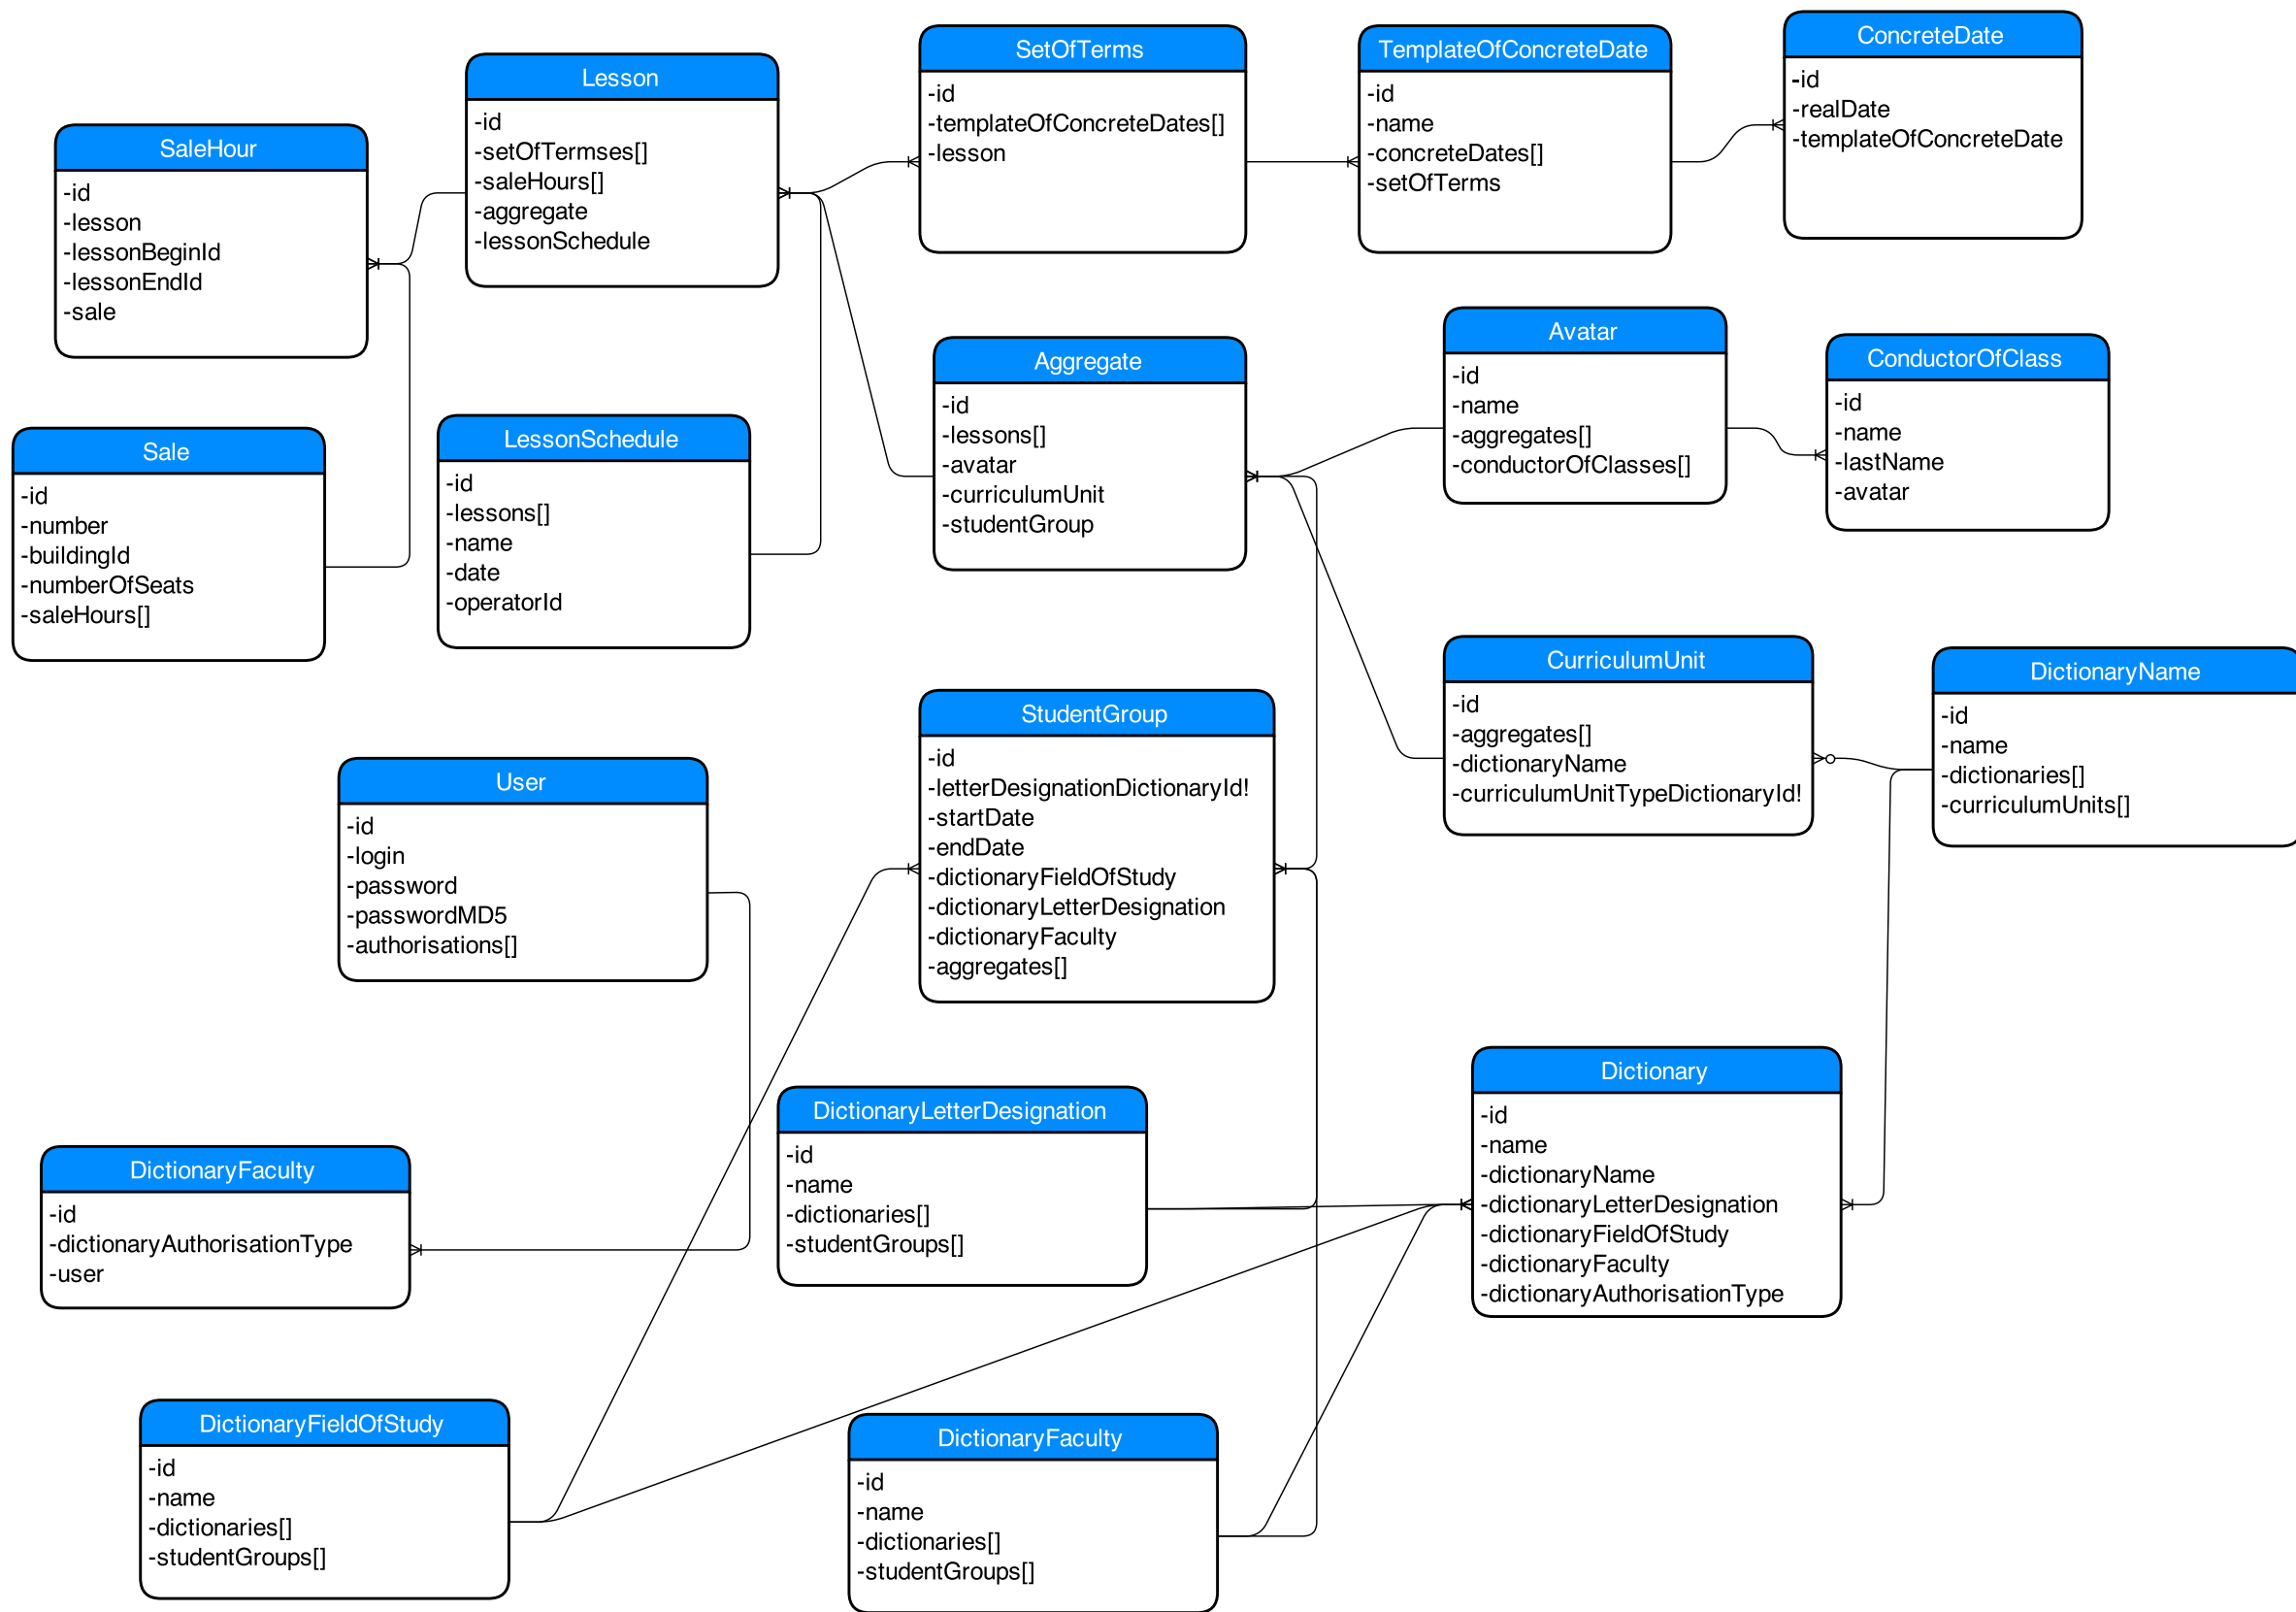 SaleHour
-id
-lesson
-lessonBeginId
-lessonEndId
-sale
Lesson
-id
-setOfTermses[]
-saleHours[]
-aggregate
-lessonSchedule
SetOfTerms
-id
-templateOfConcreteDates[]
-lesson
TemplateOfConcreteDate
-id
-name
-concreteDates[]
-setOfTerms
ConcreteDate
-id
-realDate
-templateOfConcreteDate
Sale
-id
-number
-buildingId
-numberOfSeats
-saleHours[]
LessonSchedule
-id
-lessons[]
-name
-date
-operatorId
Aggregate
-id
-lessons[]
-avatar
-curriculumUnit
-studentGroup
Avatar
-id
-name
-aggregates[]
-conductorOfClasses[]
ConductorOfClass
-id
-name
-lastName
-avatar
User
-id
-login
-password
-passwordMD5
-authorisations[]
StudentGroup
-id
-letterDesignationDictionaryId!
-startDate
-endDate
-dictionaryFieldOfStudy
-dictionaryLetterDesignation
-dictionaryFaculty
-aggregates[]
CurriculumUnit
-id
-aggregates[]
-dictionaryName
-curriculumUnitTypeDictionaryId!
DictionaryName
-id
-name
-dictionaries[]
-curriculumUnits[]
DictionaryFaculty
-id
-dictionaryAuthorisationType
-user
DictionaryLetterDesignation
-id
-name
-dictionaries[]
-studentGroups[]
Dictionary
-id
-name
-dictionaryName
-dictionaryLetterDesignation
-dictionaryFieldOfStudy
-dictionaryFaculty
-dictionaryAuthorisationType
DictionaryFieldOfStudy
-id
-name
-dictionaries[]
-studentGroups[]
DictionaryFaculty
-id
-name
-dictionaries[]
-studentGroups[]